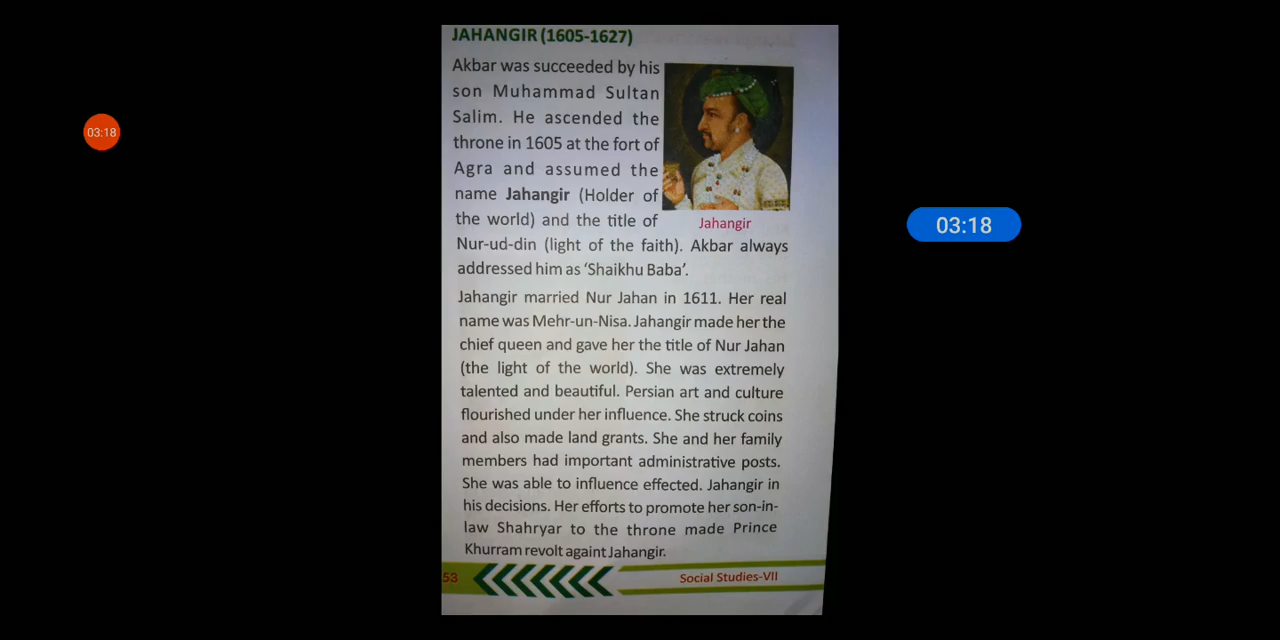 JAHANGIR (1605-1627)
Akbar was succeeded by his
son Muhammad Sultan
Salim. He ascended the
throne in 1605 at the fort of
Agra and assumed the
name Jahangir (Holder of
the world) and the title of
Jahangir
Nur-ud-din (light of the faith). Akbar always
addressed him as ‘Shaikhu Baba’.
Jahangir married Nur Jahan in 1611. Her real
name was Mehr-un-Nisa. Jahangir made her the
chief queen and gave her the title of Nur Jahan
(the light of the world). She was extremely
talented and beautiful. Persian art and culture
flourished under her influence. She struck coins
and also made land grants. She and her family
members had important administrative posts.
She was able to influence effected. Jahangir in
his decisions. Her efforts to promote her son-in-
law Shahryar to the throne made Prince
Khurram revolt againt Jahangir.
53
Social Studies-VII
03:18
03:18